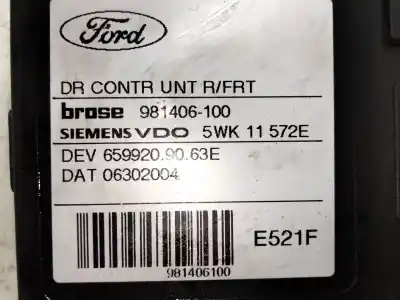 Ford
DR CONTR UNT R/FRT
brose 981406-100
SIEMENS VDO 5WK 11 572E
DEV 659920.90.63E
DAT 06302004
E521F
981406100